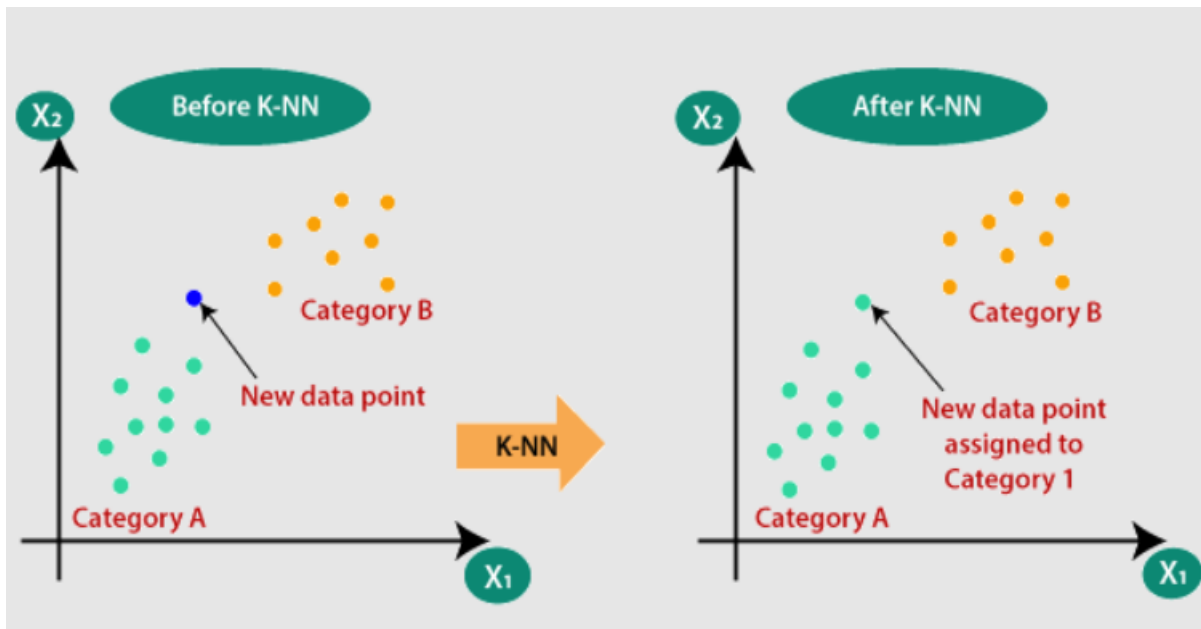 Before K-NN
X₂
Category B
New data point
Category A
X₁
K-NN
After K-NN
X₂
Category B
New data point
assigned to
Category 1
Category A
X₁